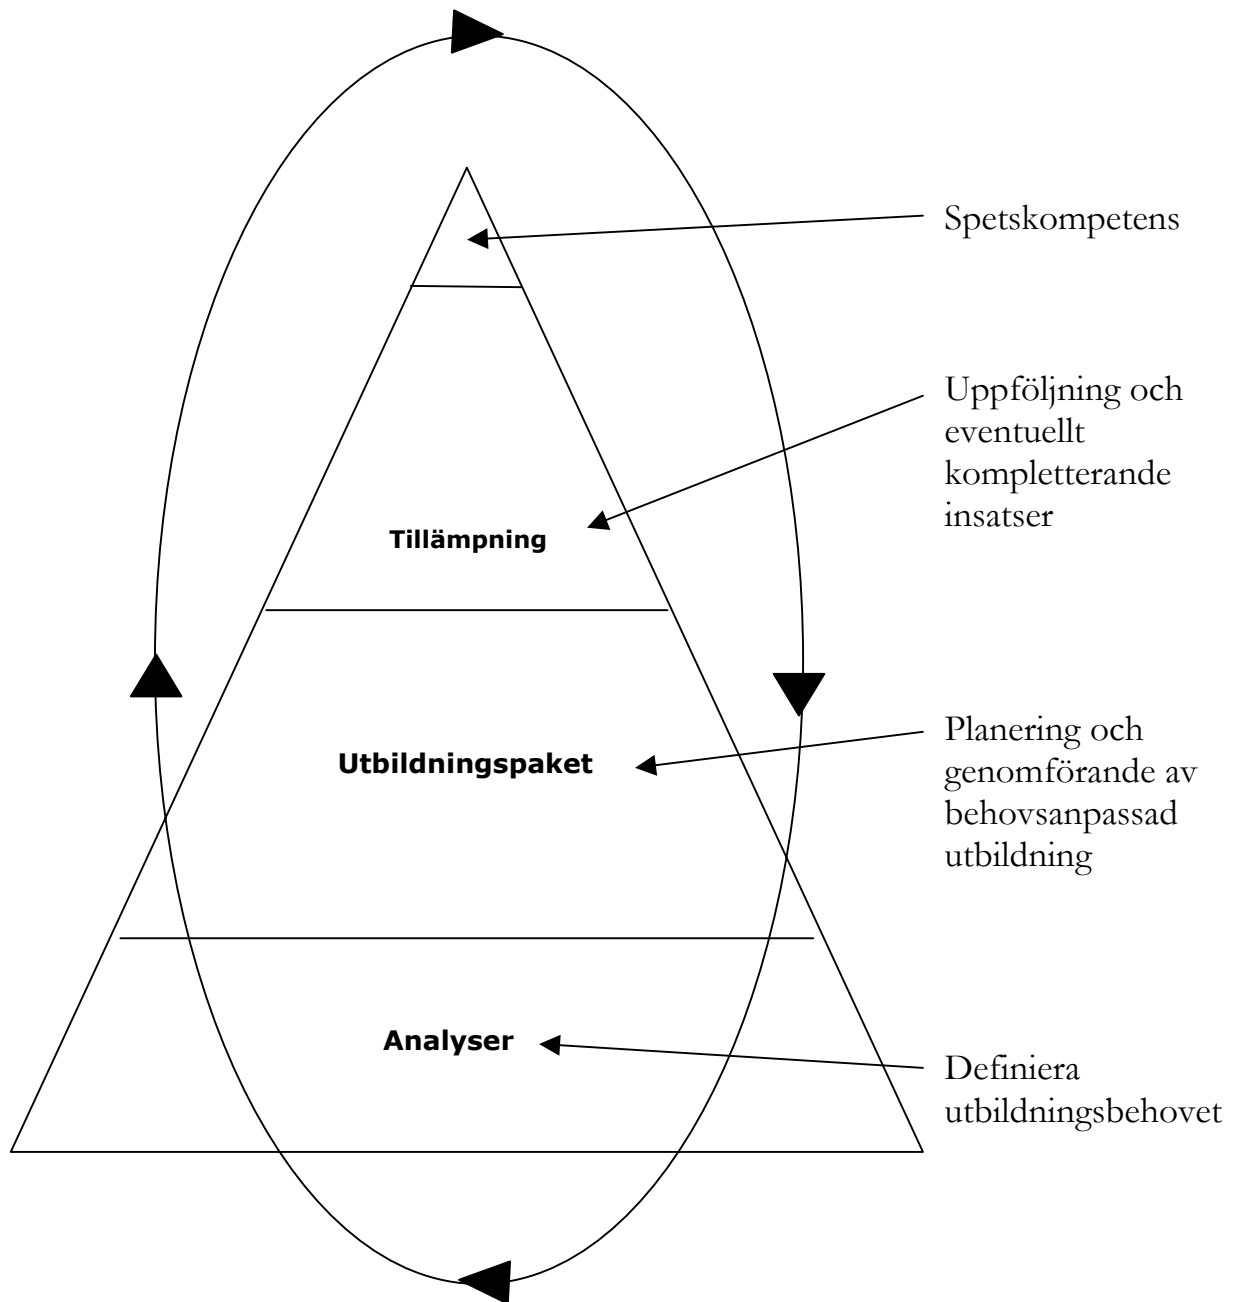 Spetskompetens
Uppföljning och
eventuellt
kompletterande
insatser
Tillämpning
Utbildningspaket
Planering och
genomförande av
behovsanpassad
utbildning
Analyser
Definiera
utbildningsbehovet